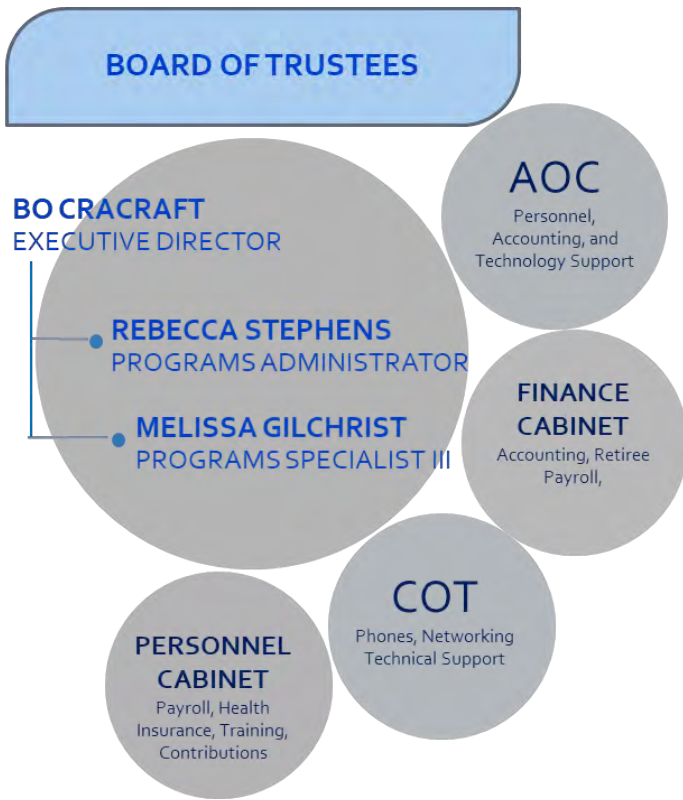 BOARD OF TRUSTEES
BO CRACRAFT
EXECUTIVE DIRECTOR
REBECCA STEPHENS
PROGRAMS ADMINISTRATOR
MELISSA GILCHRIST
PROGRAMS SPECIALIST III
AOC
Personnel,
Accounting, and
Technology Support
FINANCE
CABINET
Accounting, Retiree
Payroll,
COT
Phones, Networking
Technical Support
PERSONNEL
CABINET
Payroll, Health
Insurance, Training,
Contributions